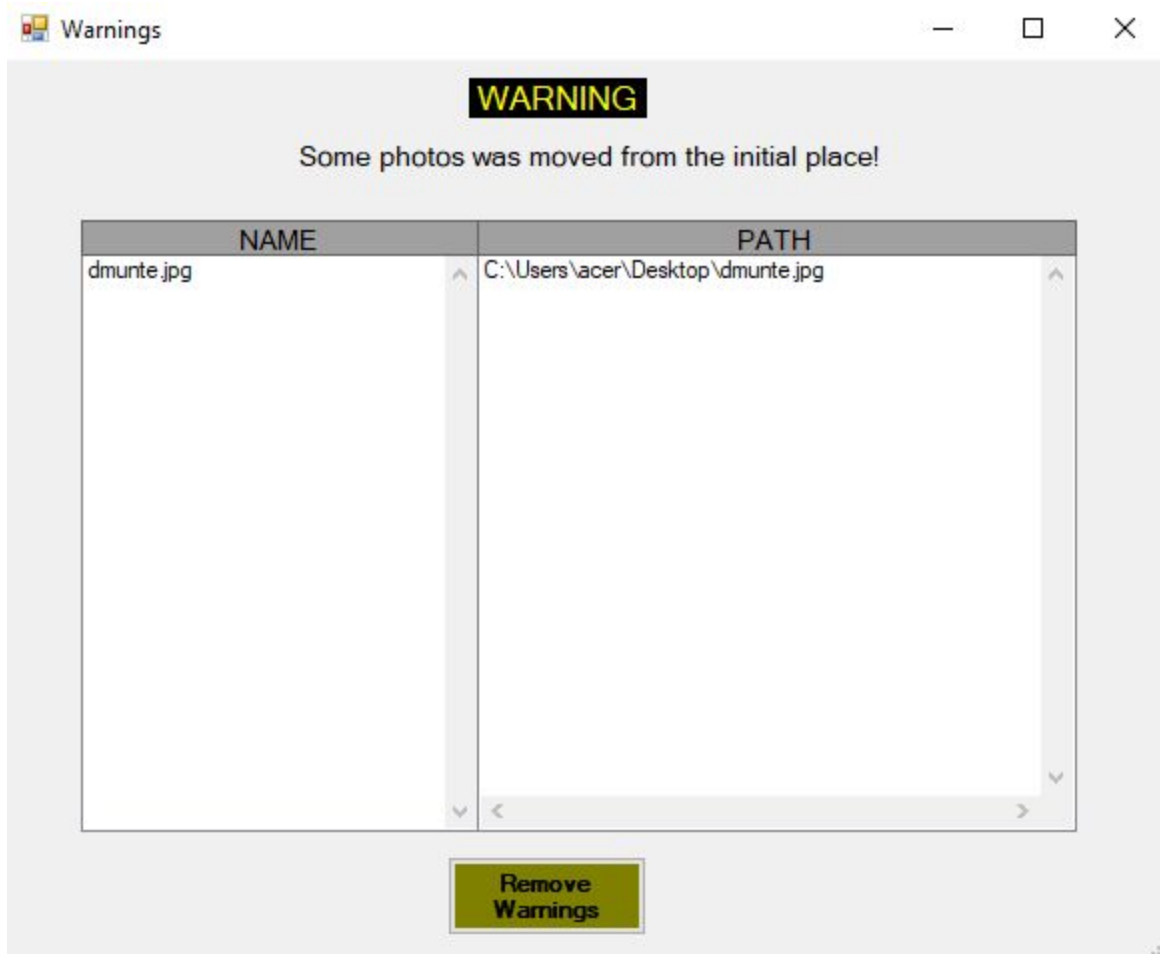 Warnings
WARNING
Some photos was moved from the initial place!
NAME PATH
dmunte.jpg C:\Users\acer\Desktop\dmunte.jpg
Remove
Warnings